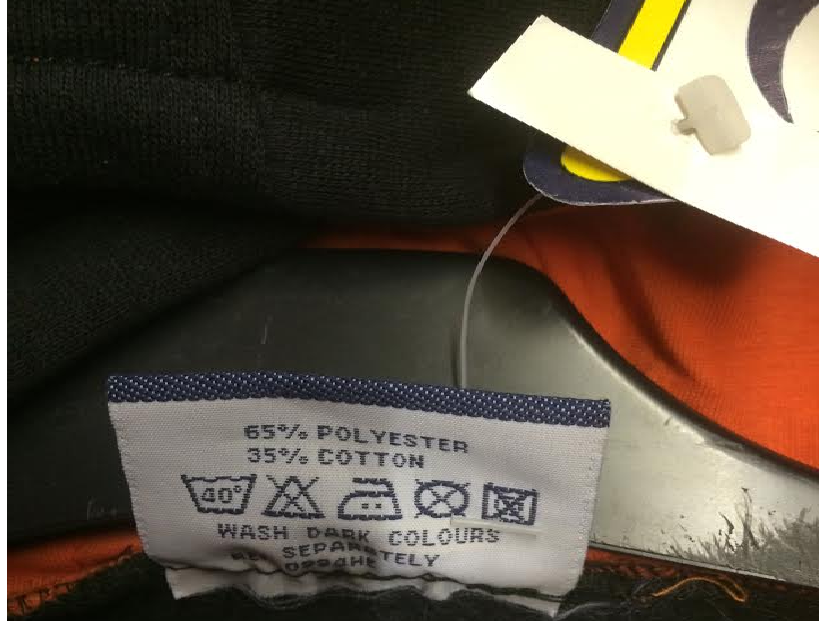 65% POLYESTER
35% COTTON
40°
WASH DARK COLOURS
SEPARATELY